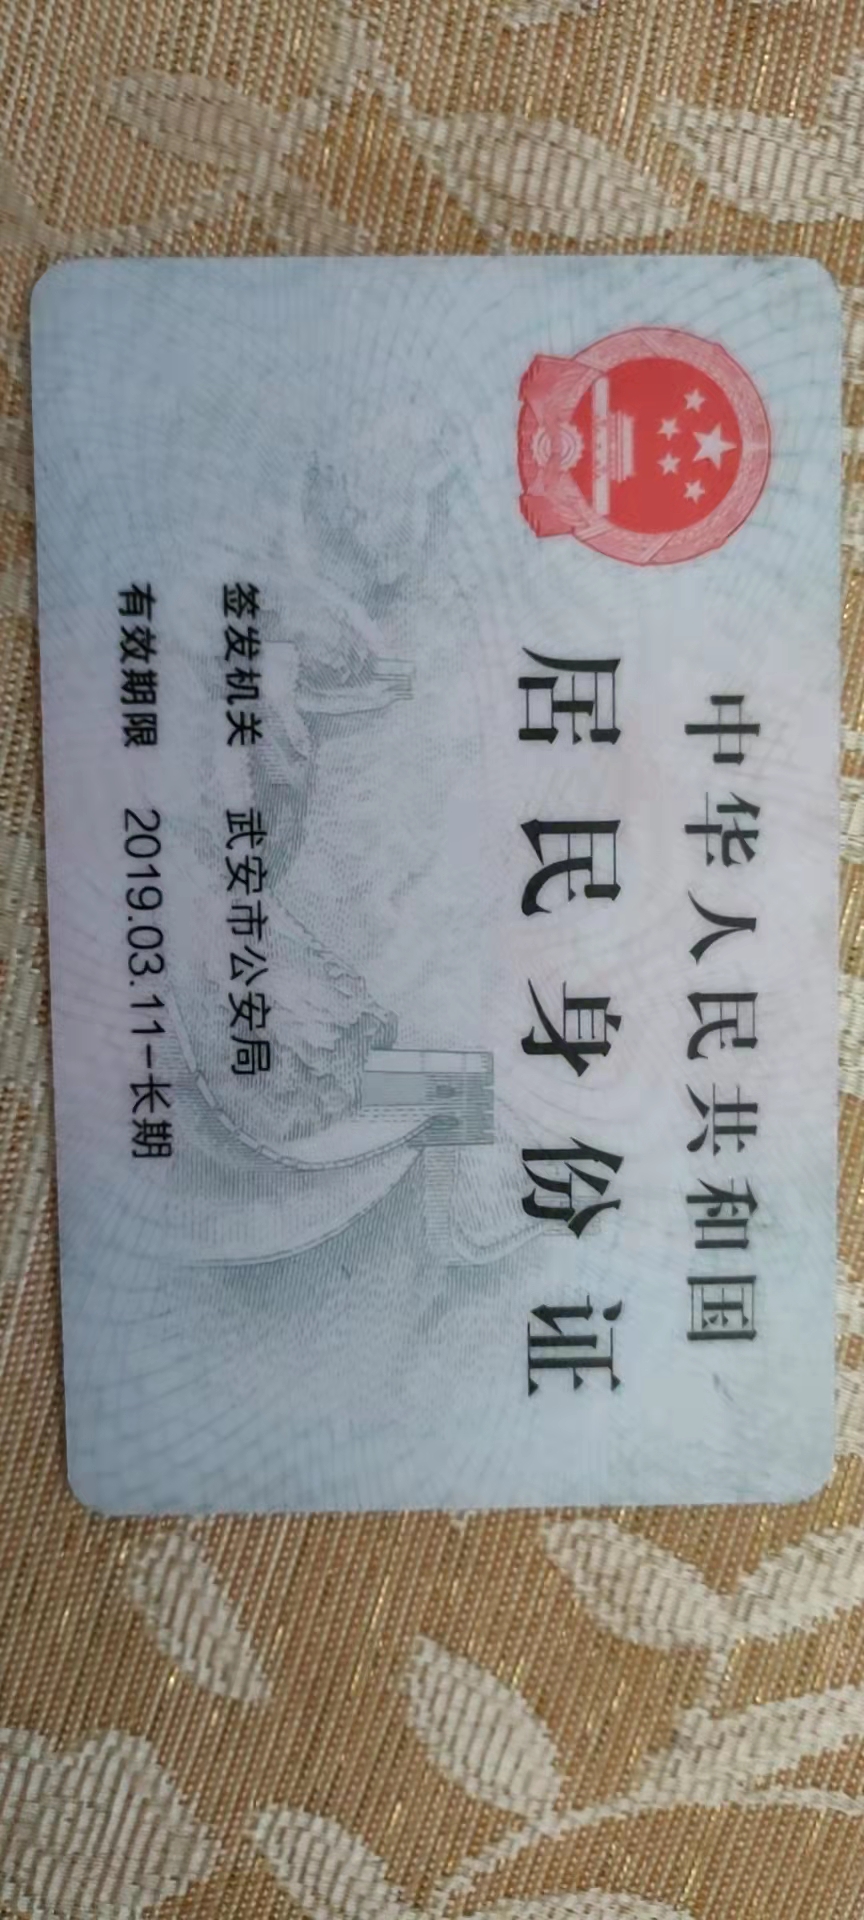 中华人民共和国
居民身份证
签发机关 武安市公安局
有效期限 2019.03.11-长期